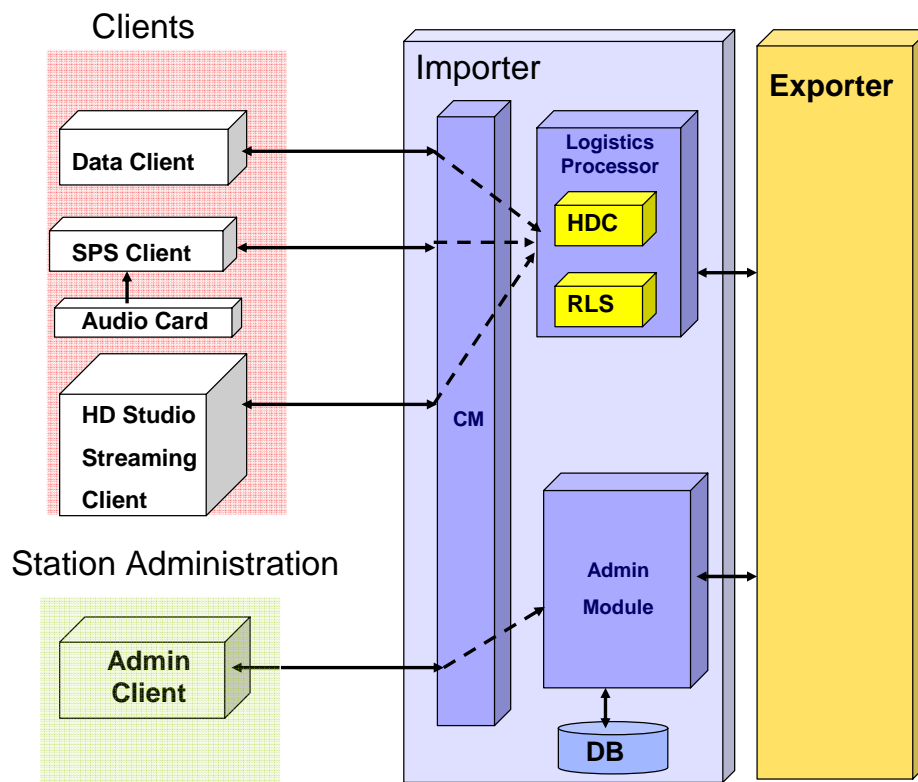 Clients
Data Client
SPS Client
Audio Card
HD Studio
Streaming
Client
Station Administration
Admin
Client
Importer
CM
Logistics
Processor
HDC
RLS
Admin
Module
DB
Exporter